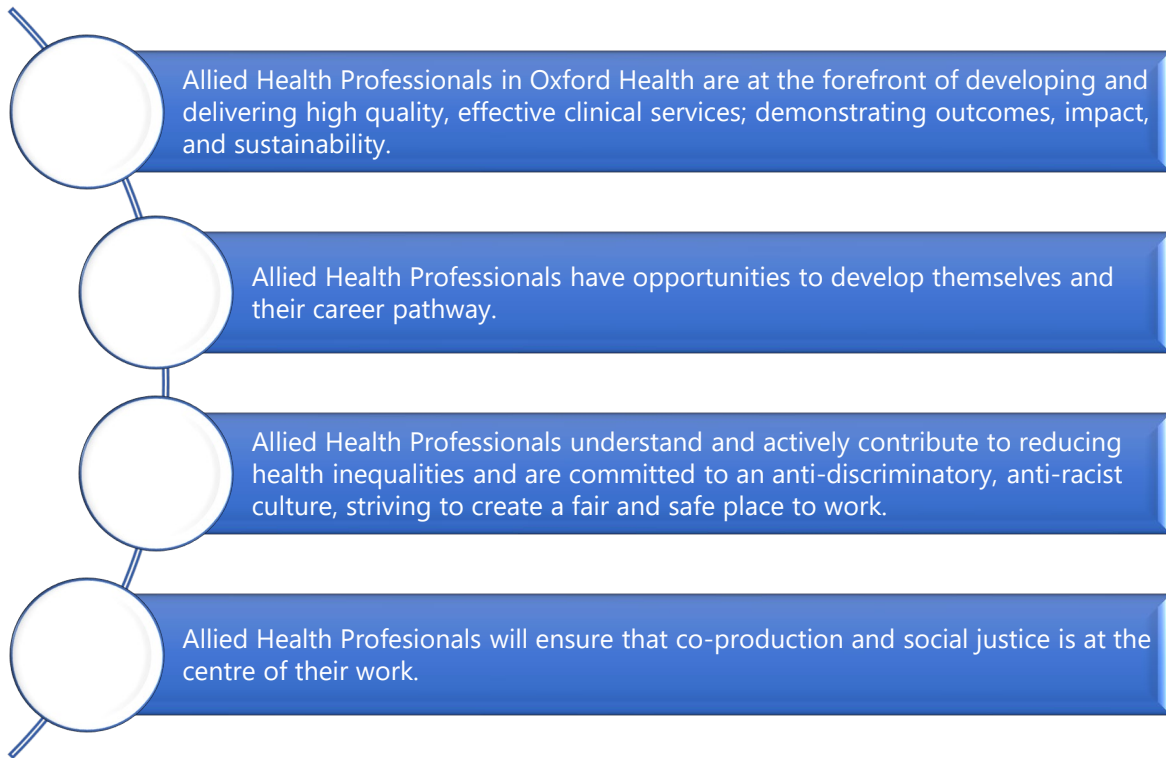 Allied Health Professionals in Oxford Health are at the forefront of developing and
delivering high quality, effective clinical services; demonstrating outcomes, impact,
and sustainability.
Allied Health Professionals have opportunities to develop themselves and
their career pathway.
Allied Health Professionals understand and actively contribute to reducing
health inequalities and are committed to an anti-discriminatory, anti-racist
culture, striving to create a fair and safe place to work.
Allied Health Profesionals will ensure that co-production and social justice is at the
centre of their work.